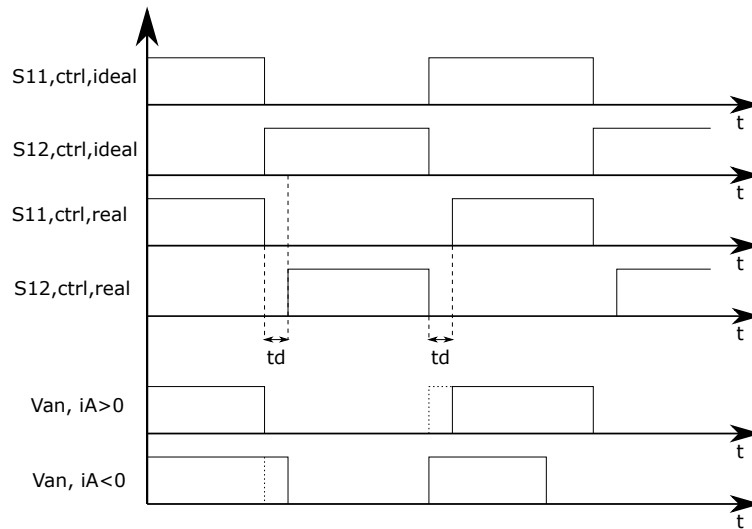 S11,ctrl,ideal
t
S12,ctrl,ideal
t
S11,ctrl,real
t
S12,ctrl,real
t
td
td
Van, iA>0
t
Van, iA<0
t